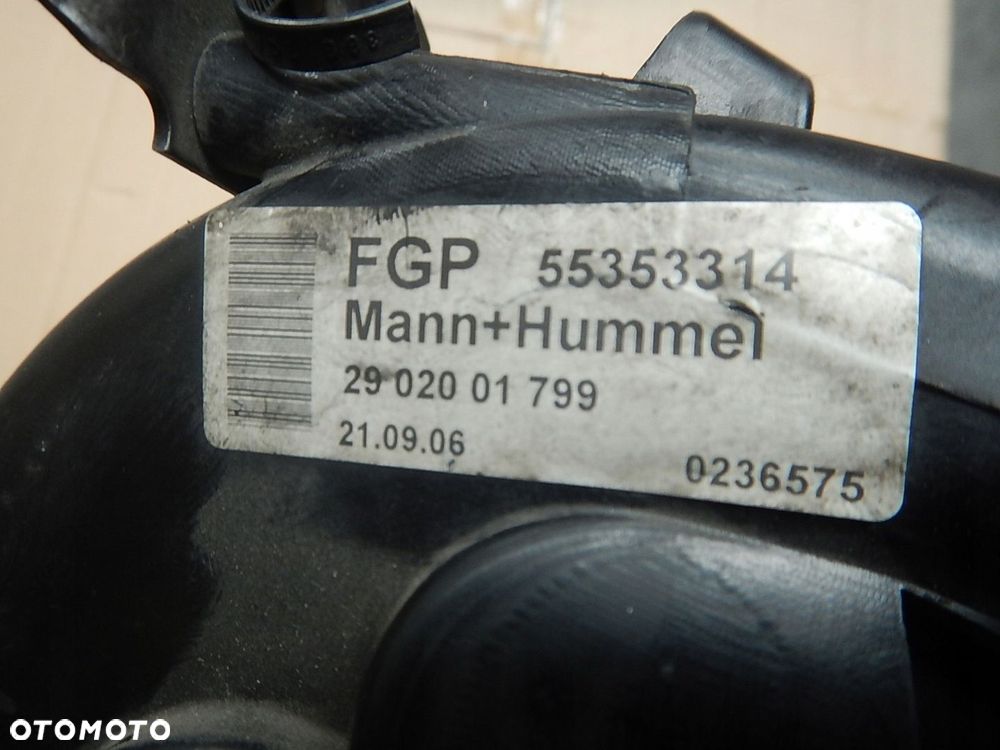 FGP 55353314
Mann+Hummel
29 020 01 799
21.09.06
0236575
OTOMOTO